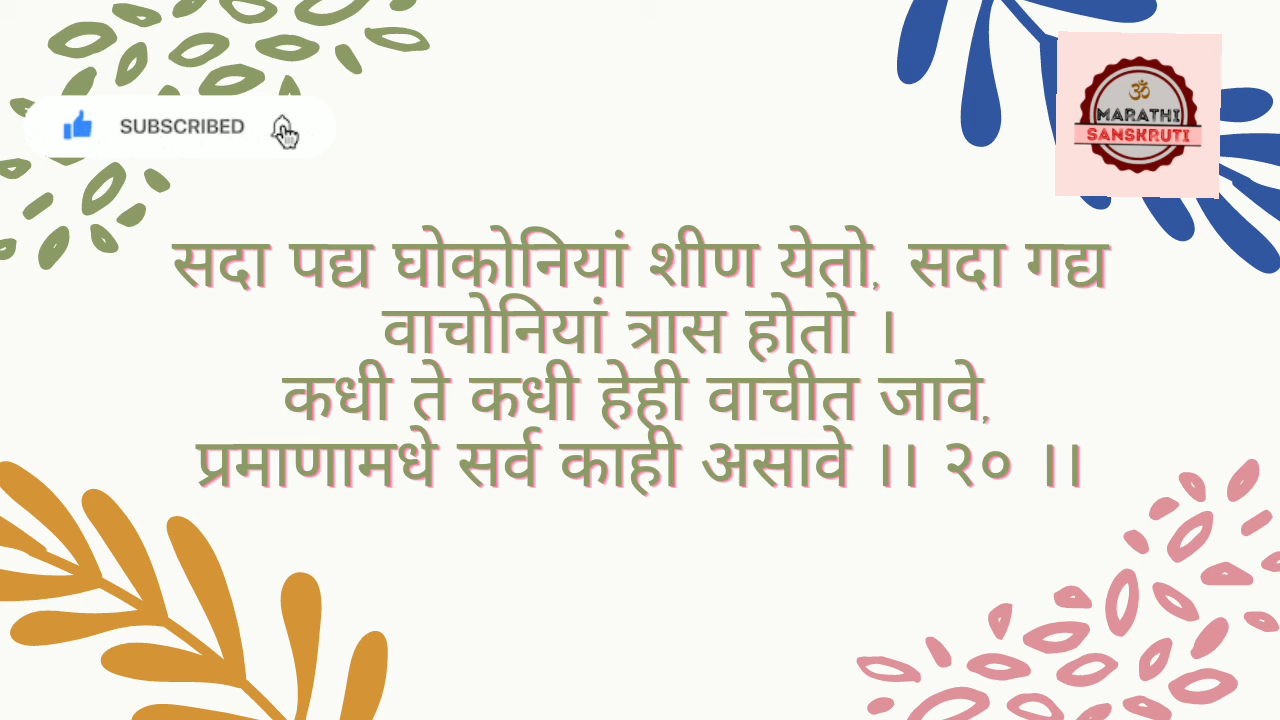 SUBSCRIBED
ॐ
MARATHI
SANSKRUTI
सदा पद्य घोकोनियां शीण येतो, सदा गद्य
वाचोनियां त्रास होतो ।
कधी ते कधी हेही वाचीत जावे,
प्रमाणामधे सर्व काही असावे ।। २० ।।